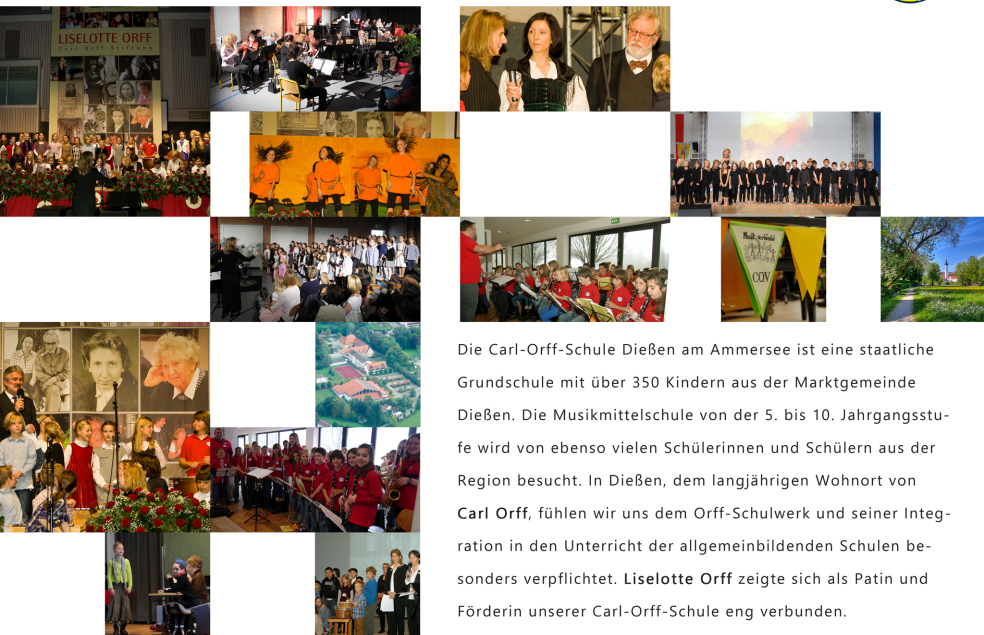 LISELOTTE ORFF
Carl Orff Stiftung
COV
Die Carl-Orff-Schule Dießen am Ammersee ist eine staatliche
Grundschule mit über 350 Kindern aus der Marktgemeinde
Dießen. Die Musikmittelschule von der 5. bis 10. Jahrgangsstu-
fe wird von ebenso vielen Schülerinnen und Schülern aus der
Region besucht. In Dießen, dem langjährigen Wohnort von
Carl Orff, fühlen wir uns dem Orff-Schulwerk und seiner Integ-
ration in den Unterricht der allgemeinbildenden Schulen be-
sonders verpflichtet. Liselotte Orff zeigte sich als Patin und
Förderin unserer Carl-Orff-Schule eng verbunden.